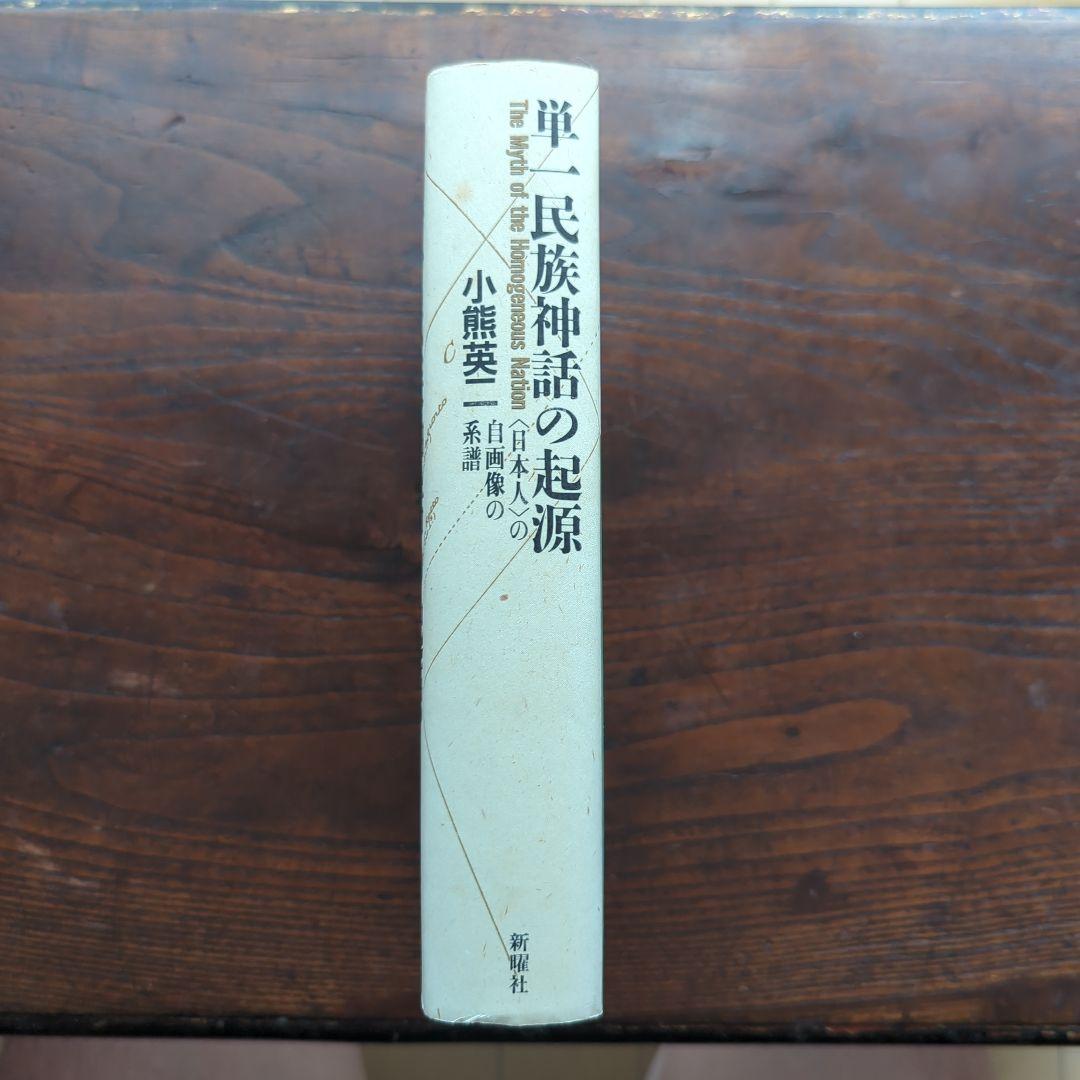 単一民族神話の起源
The Myth of the Homogeneous Nation
〈日本人〉の
自画像の
系譜
小熊英二
新曜社